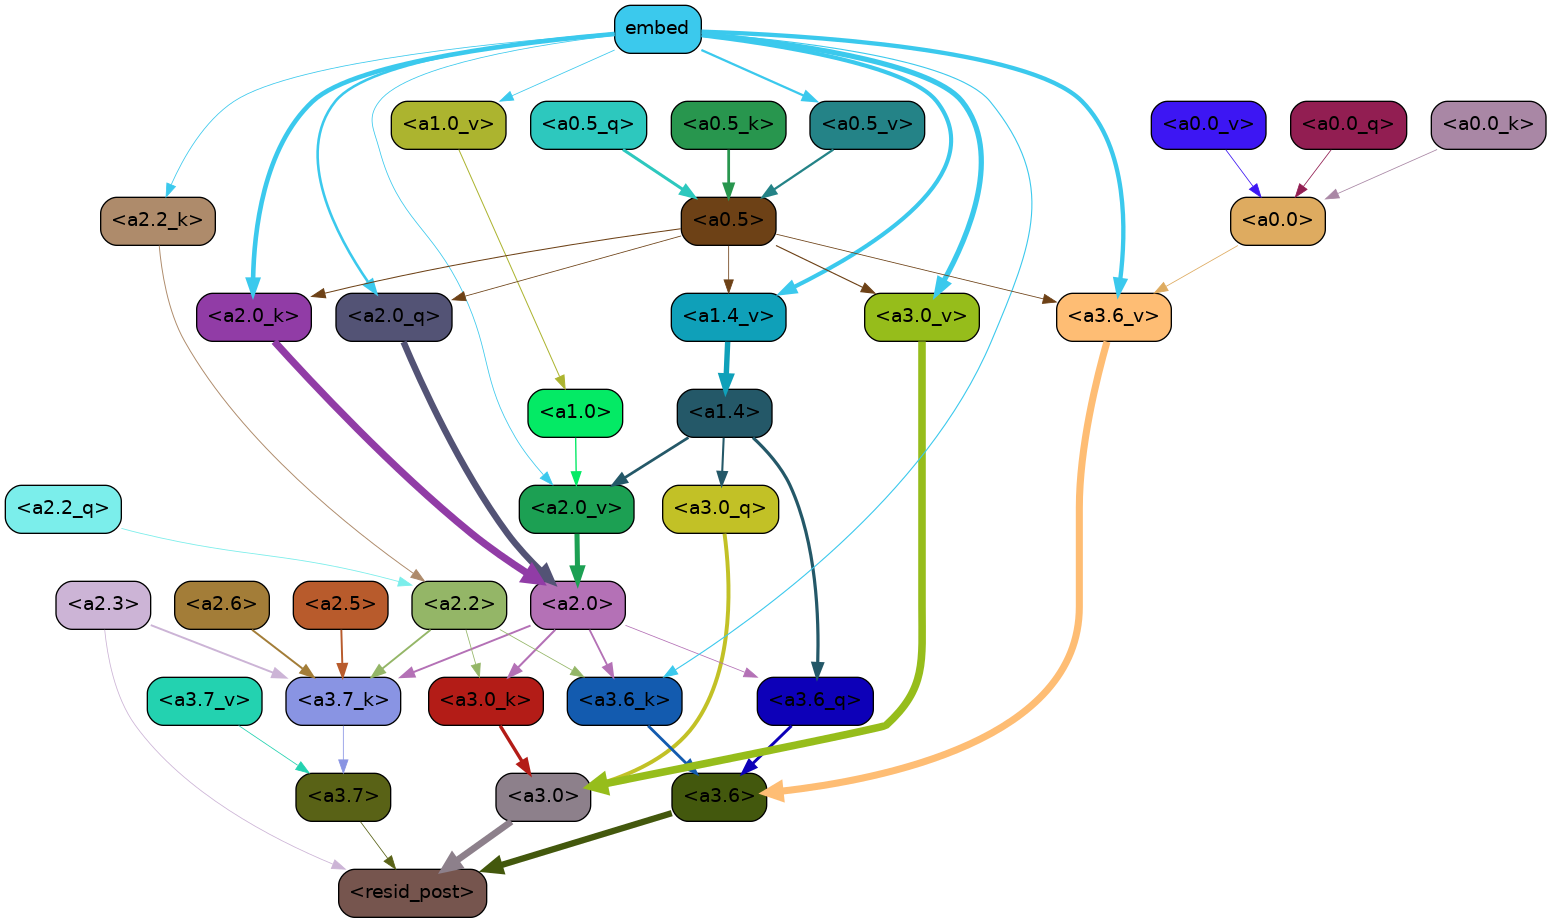 embed
<a1.0_v>
<a0.5_q>
<a0.5_k>
<a0.5_v>
<a0.0_v>
<a0.0_q>
<a0.0_k>
<a2.2_k>
<a0.5>
<a0.0>
<a2.0_k>
<a2.0_q>
<a1.4_v>
<a3.0_v>
<a3.6_v>
<a1.0>
<a1.4>
<a2.2_q>
<a2.0_v>
<a3.0_q>
<a2.3>
<a2.6>
<a2.5>
<a2.2>
<a2.0>
<a3.7_v>
<a3.7_k>
<a3.0_k>
<a3.6_k>
<a3.6_q>
<a3.7>
<a3.0>
<a3.6>
<resid_post>